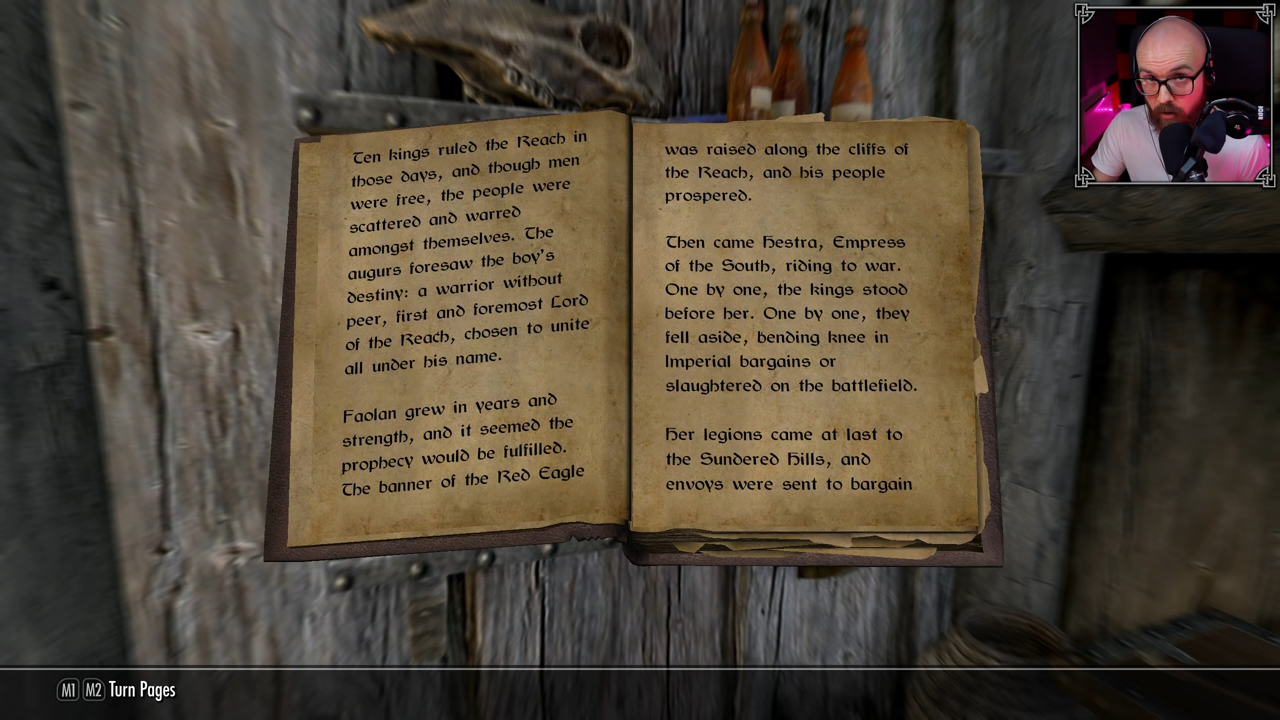 Ten kings ruled the Reach in
those days, and though men
were free, the people were
scattered and warred
amongst themselves. The
augurs foresaw the boy's
destiny: a warrior without
peer, first and foremost Lord
of the Reach, chosen to unite
all under his name.
Faolan grew in years and
strength, and it seemed the
prophecy would be fulfilled.
The banner of the Red Eagle
was raised along the cliffs of
the Reach, and his people
prospered.
Then came Hestra, Empress
of the South, riding to war.
One by one, the kings stood
before her. One by one, they
fell aside, bending knee in
Imperial bargains or
slaughtered on the battlefield.
Her legions came at last to
the Sundered Hills, and
envoys were sent to bargain
M1 M2 Turn Pages